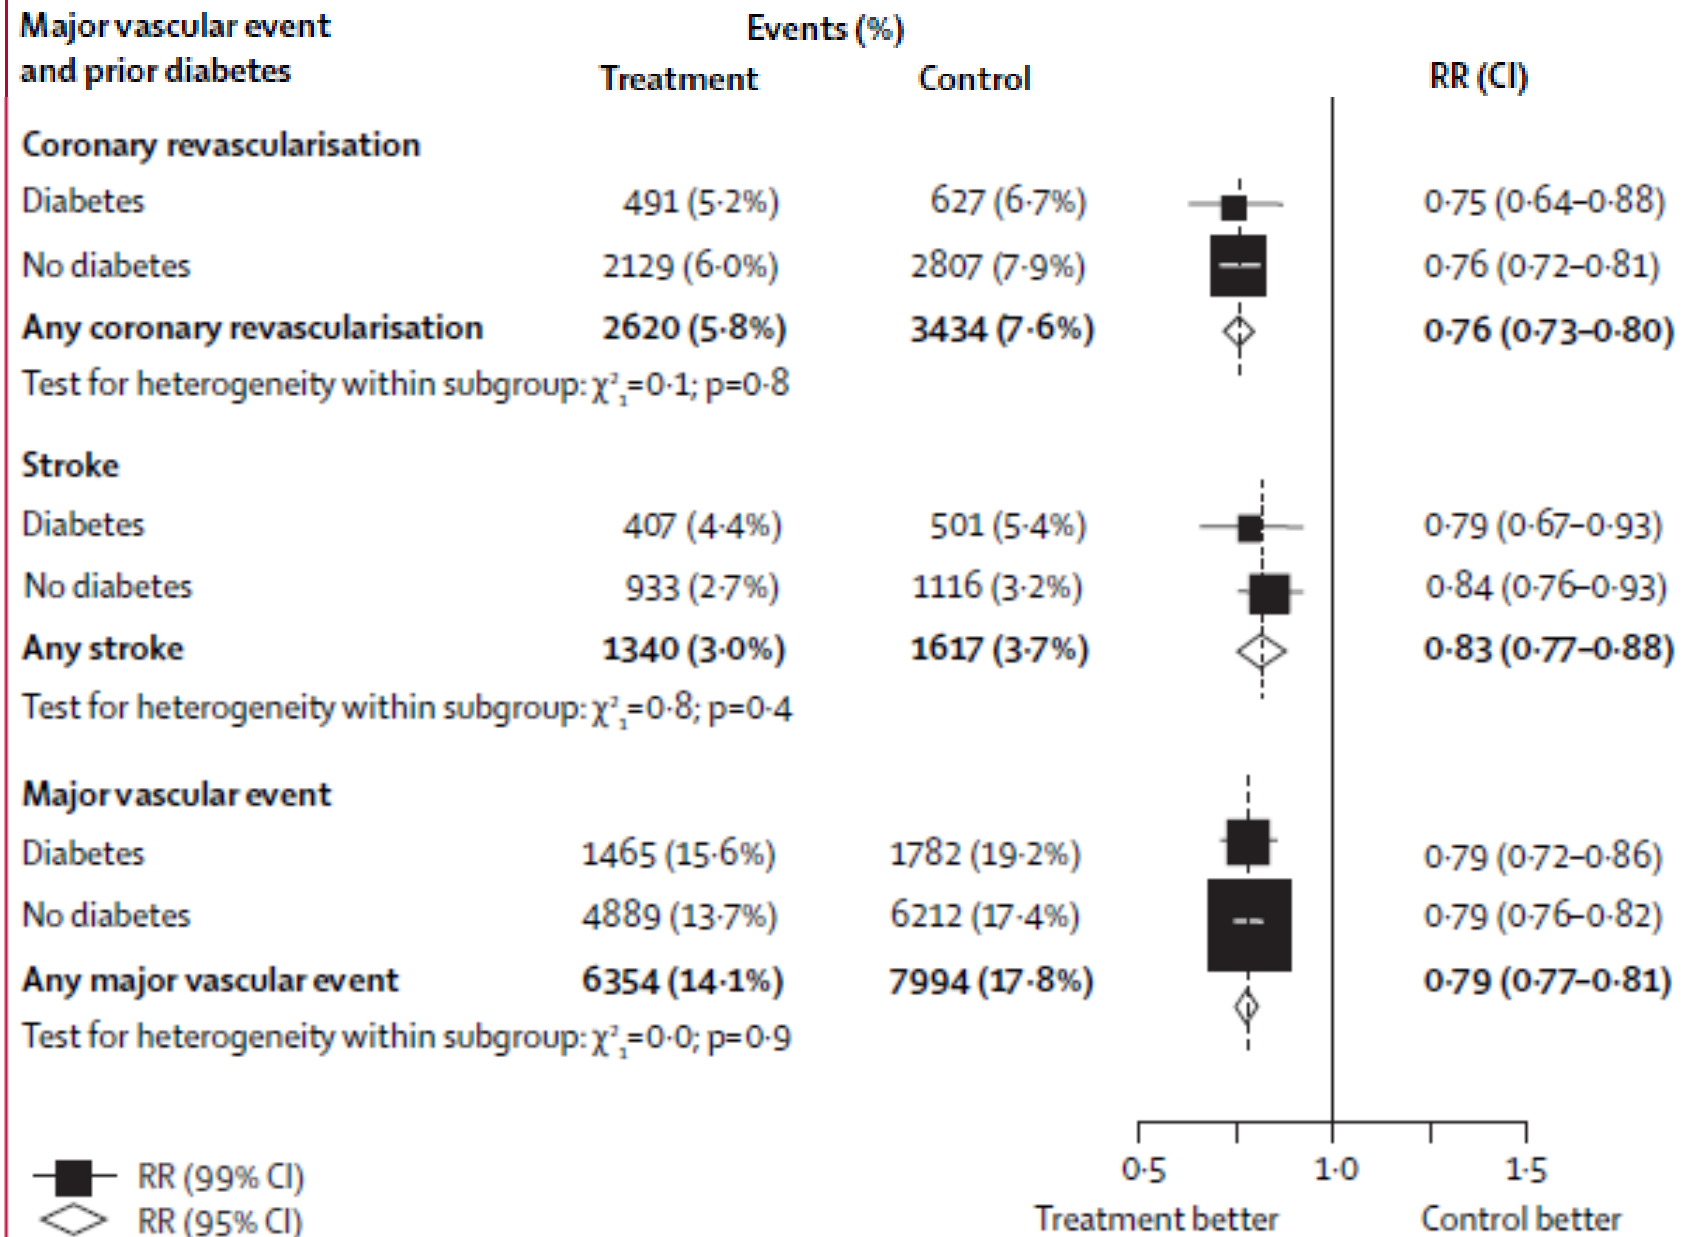 Major vascular event and prior diabetes Events (%)
Treatment Control RR (CI)
Coronary revascularisation
Diabetes 491 (5·2%) 627 (6·7%) 0·75 (0·64–0·88)
No diabetes 2129 (6·0%) 2807 (7·9%) 0·76 (0·72–0·81)
Any coronary revascularisation 2620 (5·8%) 3434 (7·6%) 0·76 (0·73–0·80)
Test for heterogeneity within subgroup: χ²₁=0·1; p=0·8
Stroke
Diabetes 407 (4·4%) 501 (5·4%) 0·79 (0·67–0·93)
No diabetes 933 (2·7%) 1116 (3·2%) 0·84 (0·76–0·93)
Any stroke 1340 (3·0%) 1617 (3·7%) 0·83 (0·77–0·88)
Test for heterogeneity within subgroup: χ²₁=0·8; p=0·4
Major vascular event
Diabetes 1465 (15·6%) 1782 (19·2%) 0·79 (0·72–0·86)
No diabetes 4889 (13·7%) 6212 (17·4%) 0·79 (0·76–0·82)
Any major vascular event 6354 (14·1%) 7994 (17·8%) 0·79 (0·77–0·81)
Test for heterogeneity within subgroup: χ²₁=0·0; p=0·9
RR (99% CI)
RR (95% CI)
0·5 1·0 1·5
Treatment better Control better